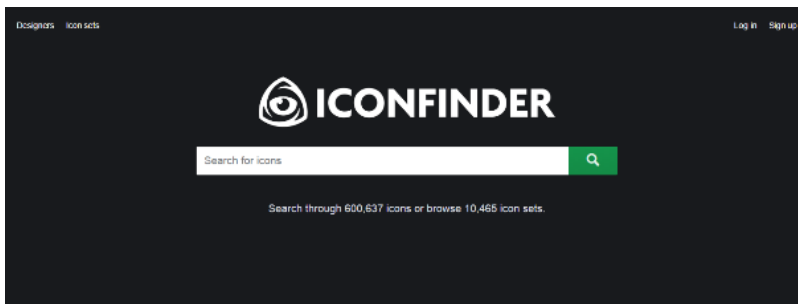 Designers Icon sets Log in Sign up
ICONFINDER
Search for icons
Search through 600,637 icons or browse 10,465 icon sets.